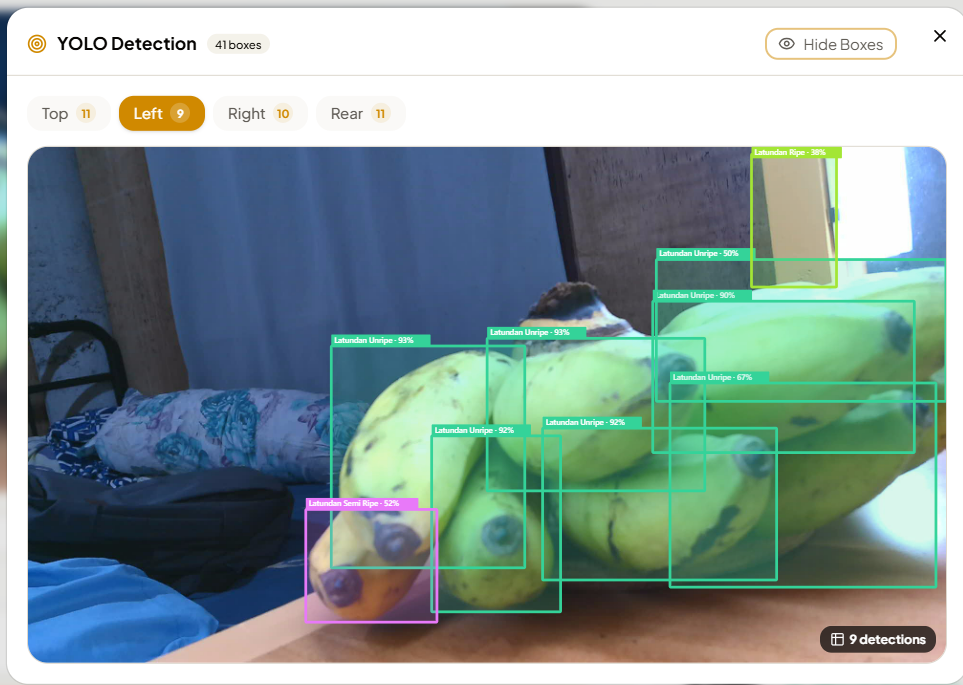 YOLO Detection
41 boxes
Hide Boxes
Top 11
Left 9
Right 10
Rear 11
Latundan Ripe - 38%
Latundan Unripe - 50%
Latundan Unripe - 90%
Latundan Unripe - 93%
Latundan Unripe - 93%
Latundan Unripe - 67%
Latundan Unripe - 92%
Latundan Unripe - 92%
Latundan Semi Ripe - 52%
9 detections